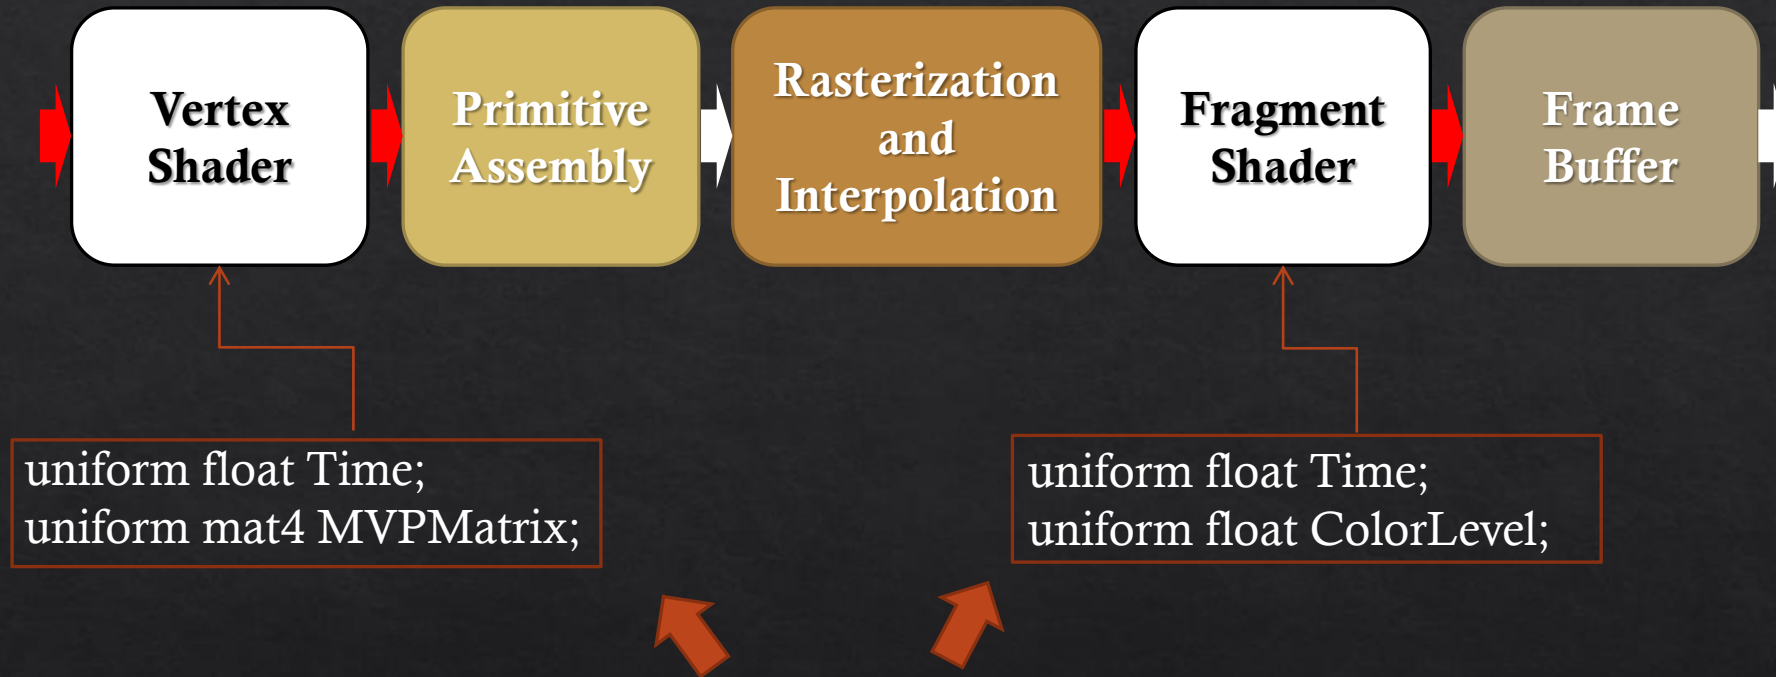 Vertex
Shader
Primitive
Assembly
Rasterization
and
Interpolation
Fragment
Shader
Frame
Buffer
uniform float Time;
uniform mat4 MVPMatrix;
uniform float Time;
uniform float ColorLevel;